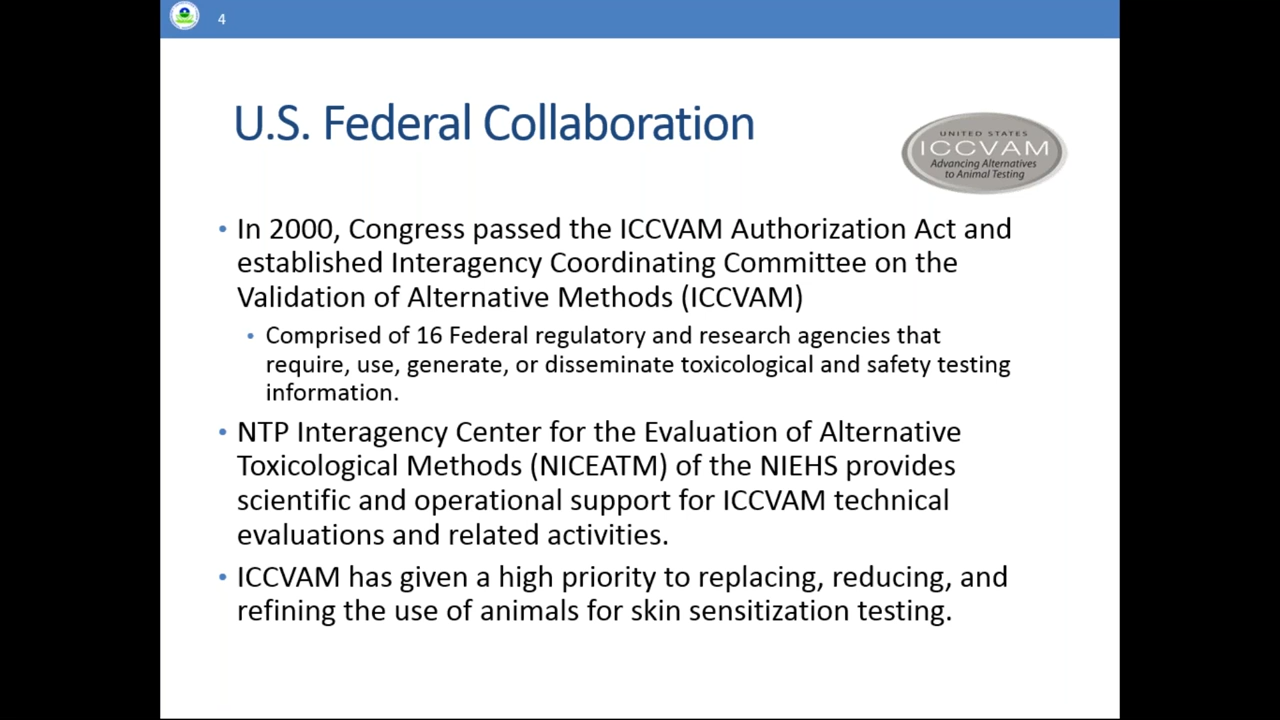 4
U.S. Federal Collaboration
UNITED STATES
ICCVAM
Advancing Alternatives
to Animal Testing
• In 2000, Congress passed the ICCVAM Authorization Act and
established Interagency Coordinating Committee on the
Validation of Alternative Methods (ICCVAM)
• Comprised of 16 Federal regulatory and research agencies that
require, use, generate, or disseminate toxicological and safety testing
information.
• NTP Interagency Center for the Evaluation of Alternative
Toxicological Methods (NICEATM) of the NIEHS provides
scientific and operational support for ICCVAM technical
evaluations and related activities.
• ICCVAM has given a high priority to replacing, reducing, and
refining the use of animals for skin sensitization testing.